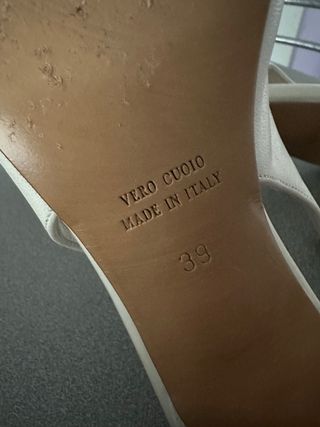 VERO CUOIO
MADE IN ITALY
39